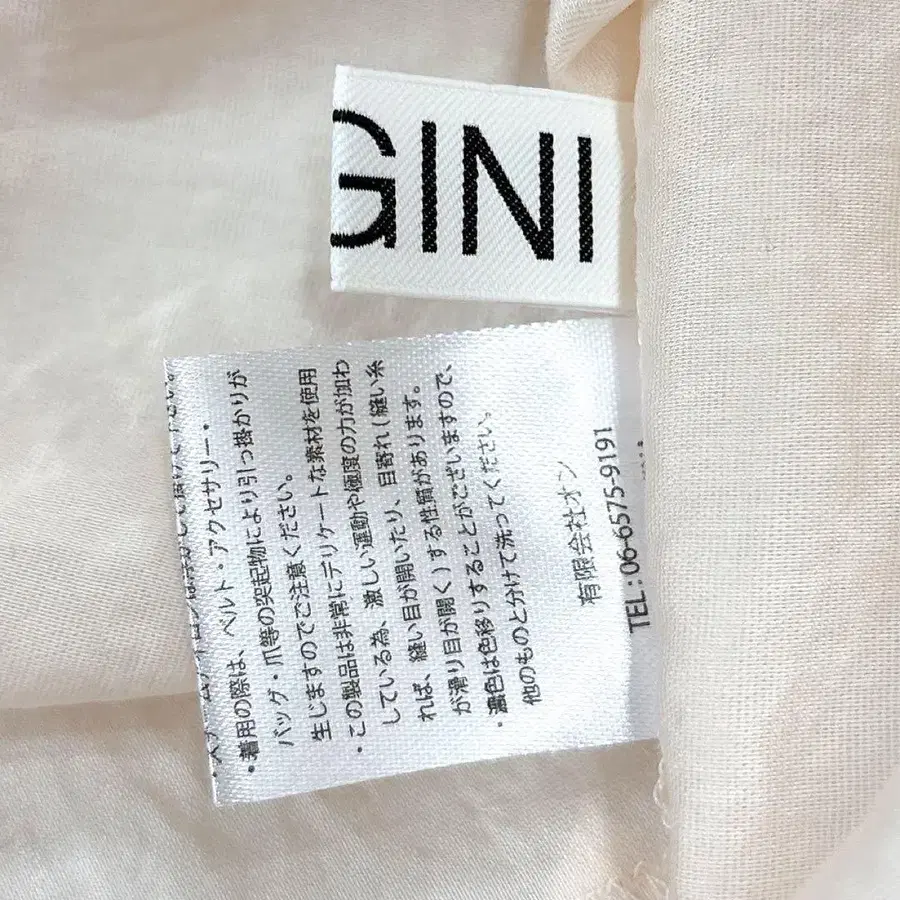 GINI
・着用の際は、ベルト・アクセサリー・
バッグ・爪等の突起物により引っ掛かりが
生じますのでご注意ください。
・この製品は非常にデリケートな素材を使用
している為、激しい運動や極度の力が加わ
れば、縫い目が開いたり、目寄れ(縫い糸
が滑り目が開く)する性質があります。
・濃色は色移りすることがございますので、
他のものと分けて洗ってください。
有限会社オン
TEL:06-6575-9191